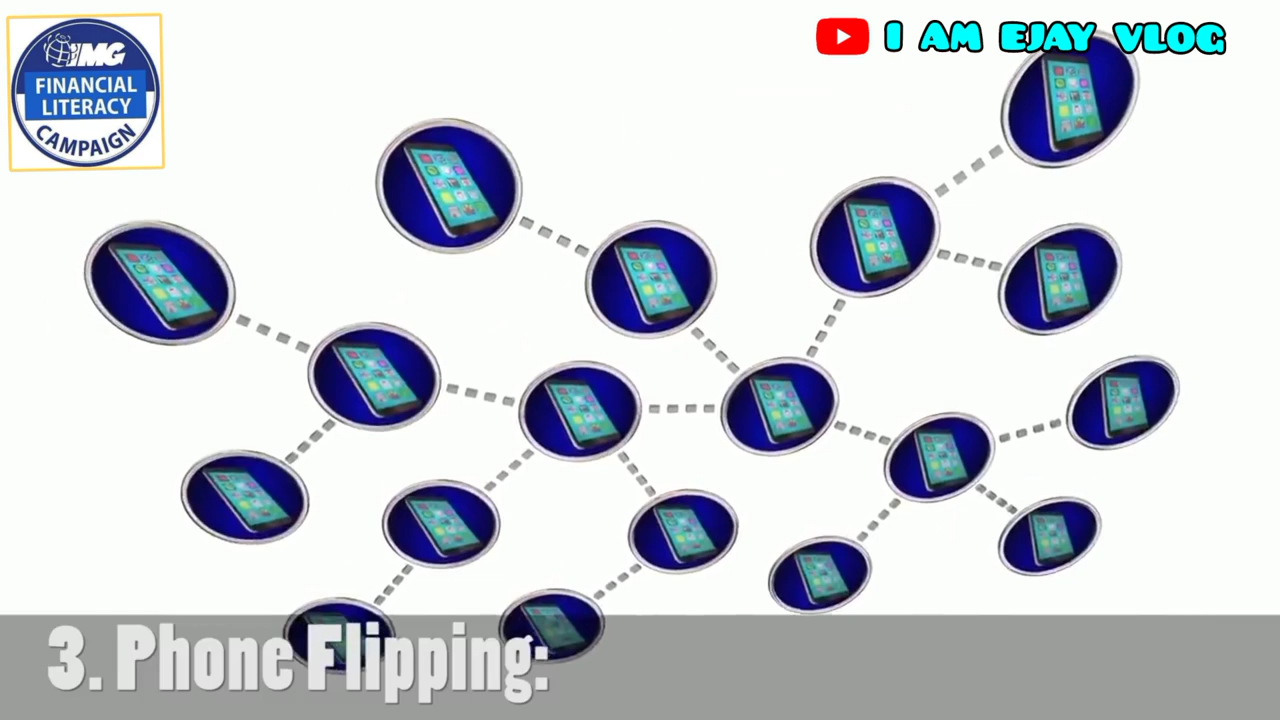 IMG
FINANCIAL
LITERACY
CAMPAIGN
I AM EJAY VLOG
3. Phone Flipping: